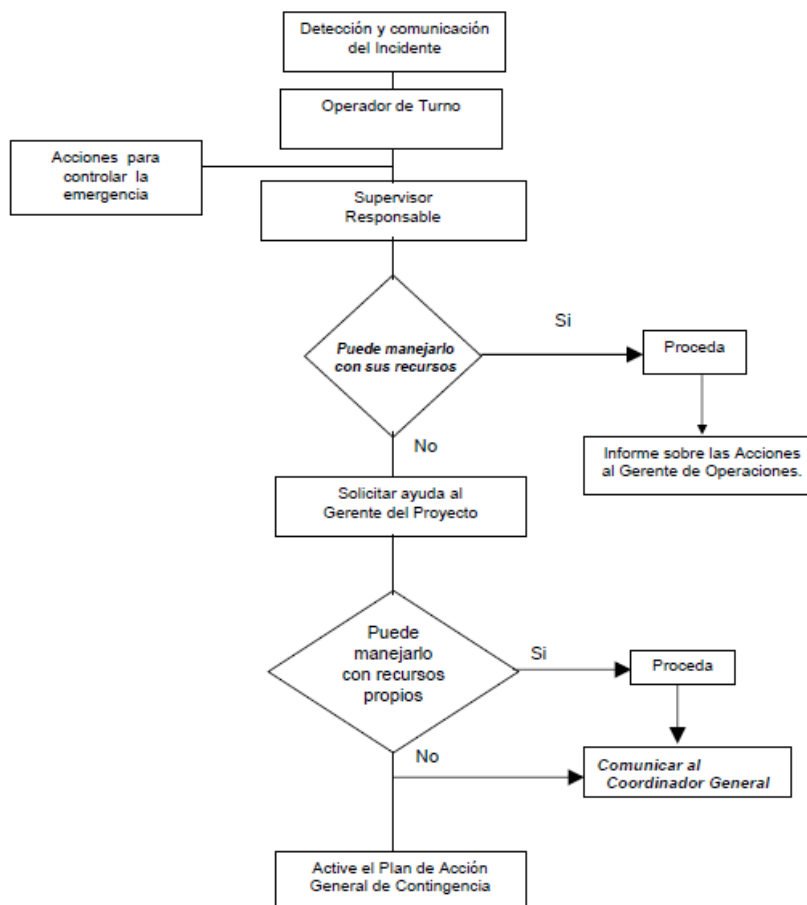 Detección y comunicación
del Incidente
Operador de Turno
Acciones para
controlar la
emergencia
Supervisor
Responsable
Puede manejarlo
con sus recursos
Si
Proceda
Informe sobre las Acciones
al Gerente de Operaciones.
No
Solicitar ayuda al
Gerente del Proyecto
Puede
manejarlo
con recursos
propios
Si
Proceda
No
Comunicar al
Coordinador General
Active el Plan de Acción
General de Contingencia